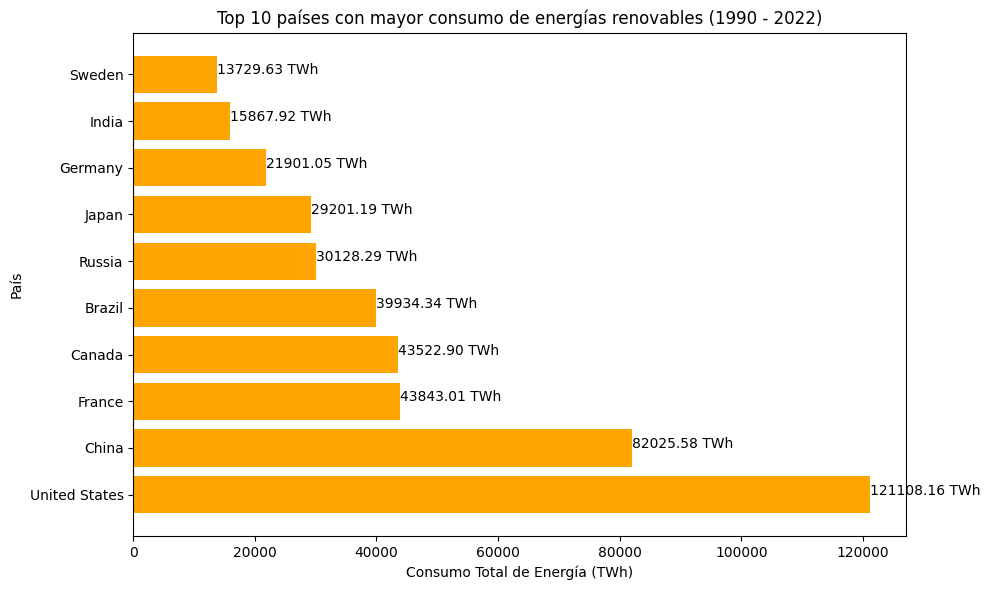 Top 10 países con mayor consumo de energías renovables (1990 - 2022)
País
Sweden
13729.63 TWh
India
15867.92 TWh
Germany
21901.05 TWh
Japan
29201.19 TWh
Russia
30128.29 TWh
Brazil
39934.34 TWh
Canada
43522.90 TWh
France
43843.01 TWh
China
82025.58 TWh
United States
121108.16 TWh
0 20000 40000 60000 80000 100000 120000
Consumo Total de Energía (TWh)